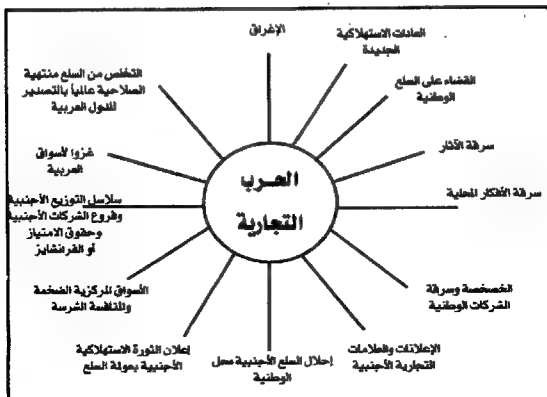 الإغراق
العادات الاستهلاكية
الجديدة
القضاء على السلع
الوطنية
سرقة الآثار
سرقة الأفكار المحلية
الخصخصة وسرقة
الشركات الوطنية
الإعلانات والعلامات
التجارية الأجنبية
إحلال السلع الأجنبية محل
الوطنية
إعلان الثورة الاستهلاكية
الأجنبية بعولمة السلع
الأسواق المركزية الضخمة
والمنافسة الشرسة
سلاسل التوزيع الأجنبية
وفروع الشركات الأجنبية
وحقوق الامتياز
أو الفرانشايز
غزوا لأسواق
العربية
التخلص من السلع منتهية
الصلاحية عالمياً بالتصدير
للدول العربية
الحرب
التجارية